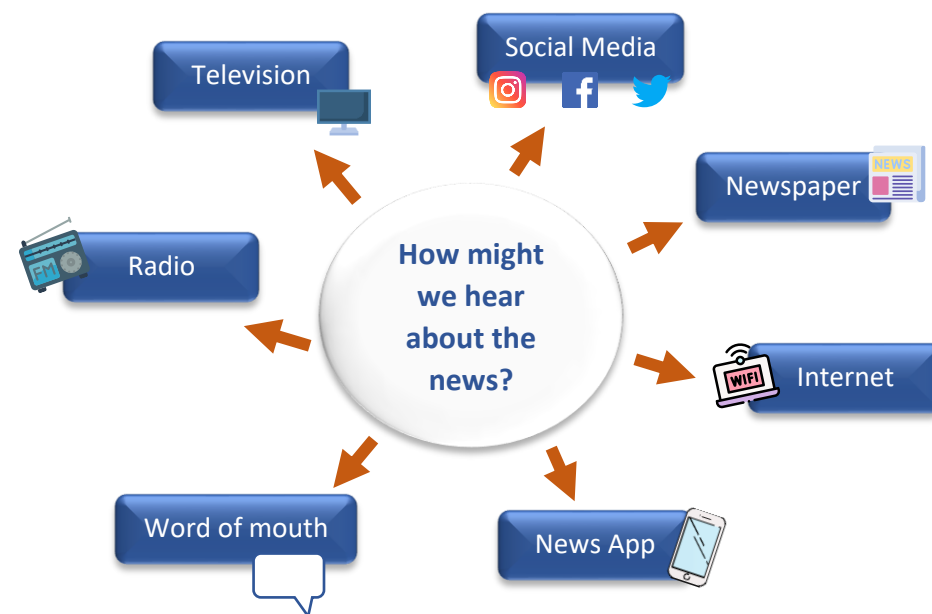 Television
Social Media
Newspaper
NEWS
Radio
FM
How might
we hear
about the
news?
Internet
WIFI
Word of mouth
News App